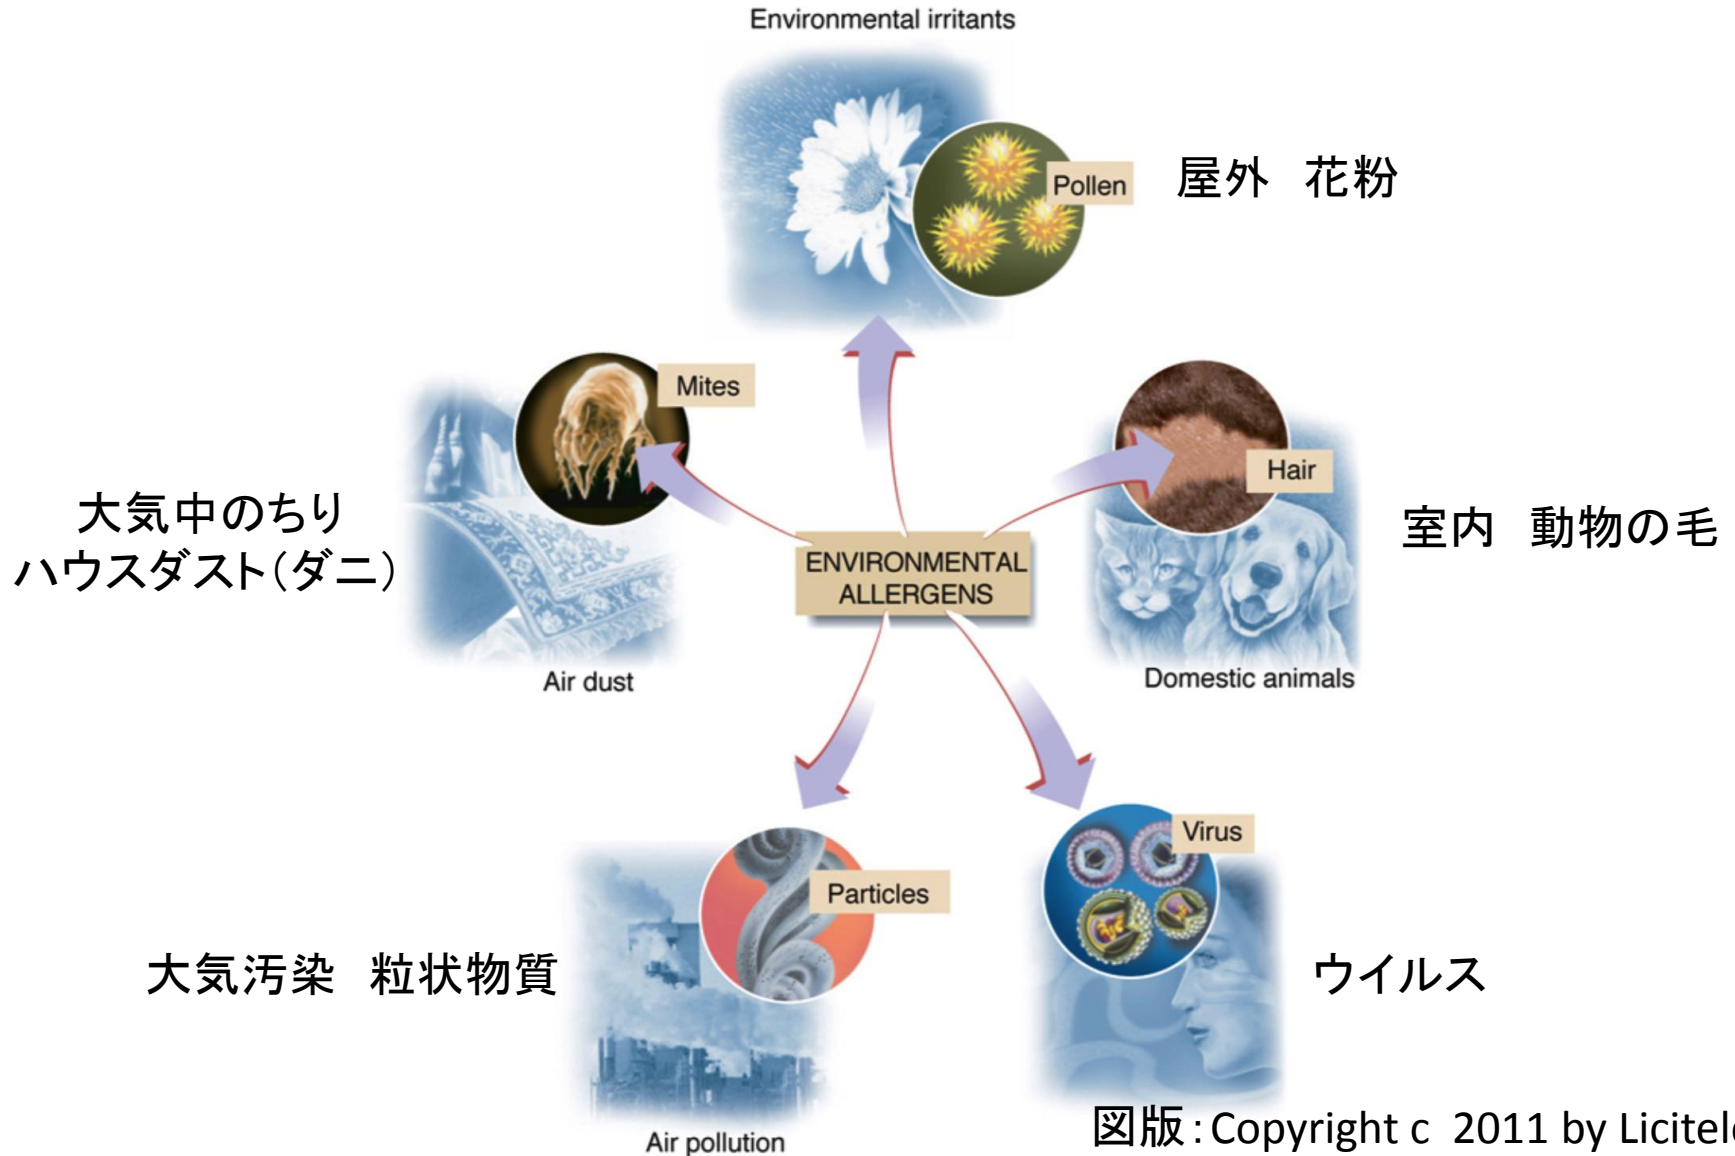 Environmental irritants
Pollen
屋外　花粉
Mites
Hair
大気中のちり
ハウスダスト（ダニ）
ENVIRONMENTAL
ALLERGENS
室内　動物の毛
Air dust
Domestic animals
Virus
Particles
大気汚染　粒状物質
ウイルス
Air pollution
図版：Copyright c 2011 by Licitelc